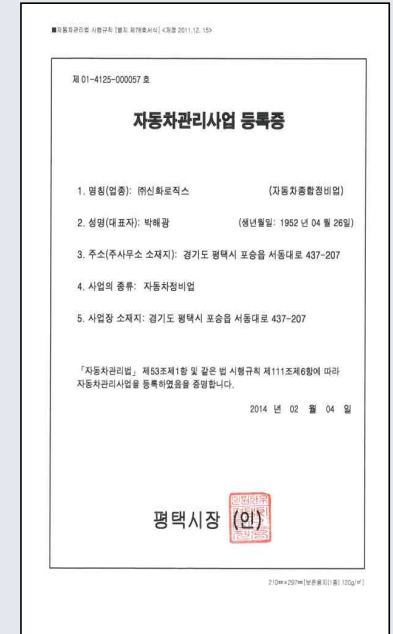 ■자동차관리법 시행규칙 [별지 제78호서식] <개정 2011.12.15>
제 01-4125-000057 호
자동차관리사업 등록증
1. 명칭(업종): ㈜신화로직스 (자동차종합정비업)
2. 성명(대표자): 박해광 (생년월일: 1952 년 04 월 26일)
3. 주소(주사무소 소재지): 경기도 평택시 포승읍 서동대로 437-207
4. 사업의 종류: 자동차정비업
5. 사업장 소재지: 경기도 평택시 포승읍 서동대로 437-207
「자동차관리법」 제53조제1항 및 같은 법 시행규칙 제111조제6항에 따라
자동차관리사업을 등록하였음을 증명합니다.
2014 년 02 월 04 일
평택시장 (인)
210㎜×297㎜[보존용지(1종) 120g/㎡]